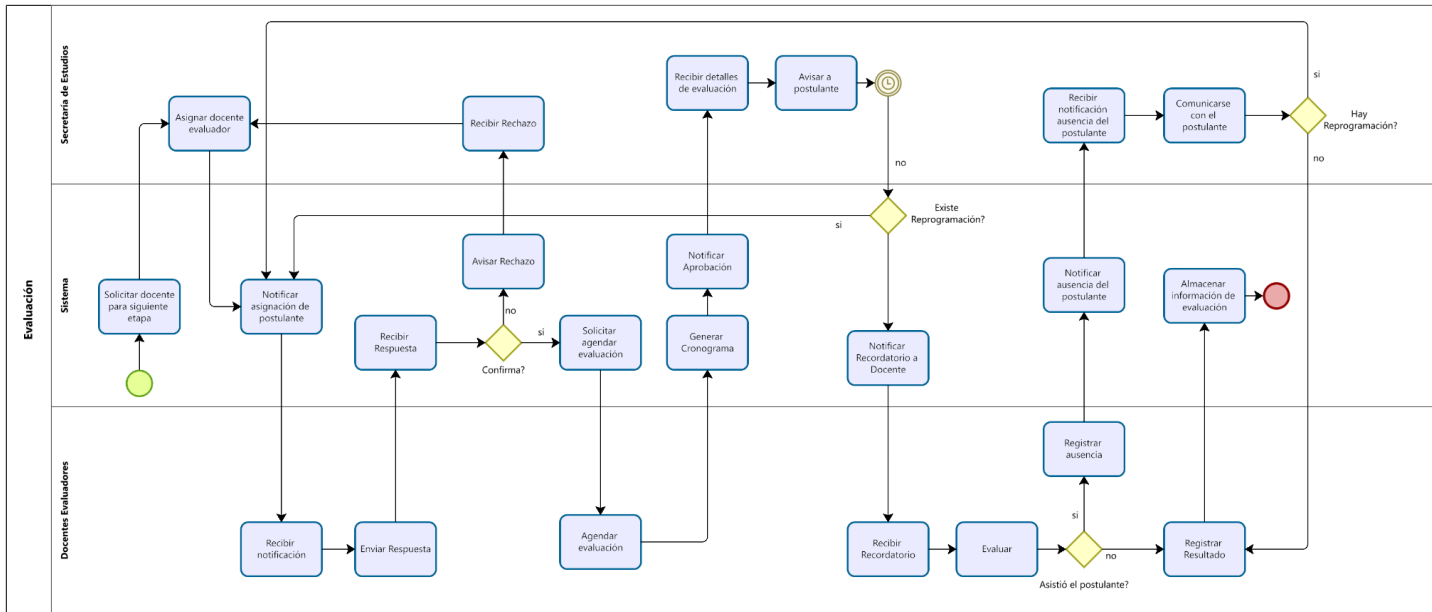 Evaluación
Secretaría de Estudios
Asignar docente
evaluador
Recibir Rechazo
Recibir detalles
de evaluación
Avisar a
postulante
Recibir
notificación
ausencia del
postulante
Comunicarse
con el
postulante
si
Hay
Reprogramación?
no
no
Sistema
Solicitar docente
para siguiente
etapa
Notificar
asignación de
postulante
Recibir
Respuesta
Avisar Rechazo
no
Confirma?
si
Solicitar
agendar
evaluación
Notificar
Aprobación
Generar
Cronograma
si
Existe
Reprogramación?
Notificar
Recordatorio a
Docente
Notificar
ausencia del
postulante
Almacenar
información de
evaluación
Docentes Evaluadores
Recibir
notificación
Enviar Respuesta
Agendar
evaluación
Recibir
Recordatorio
Evaluar
Registrar
ausencia
si
no
Asistió el postulante?
Registrar
Resultado